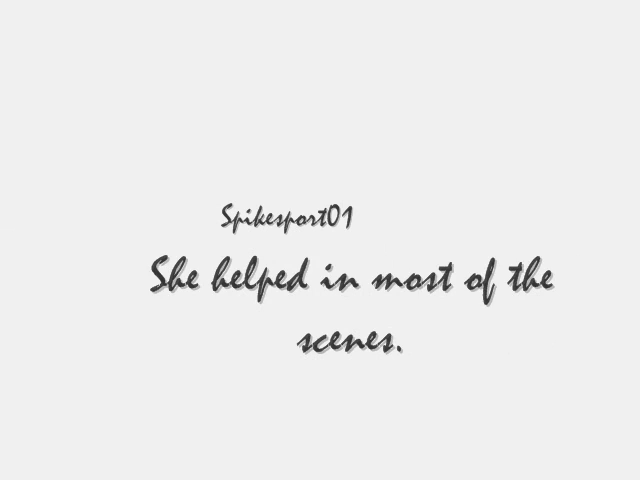 Spikesport01
She helped in most of the
scenes.